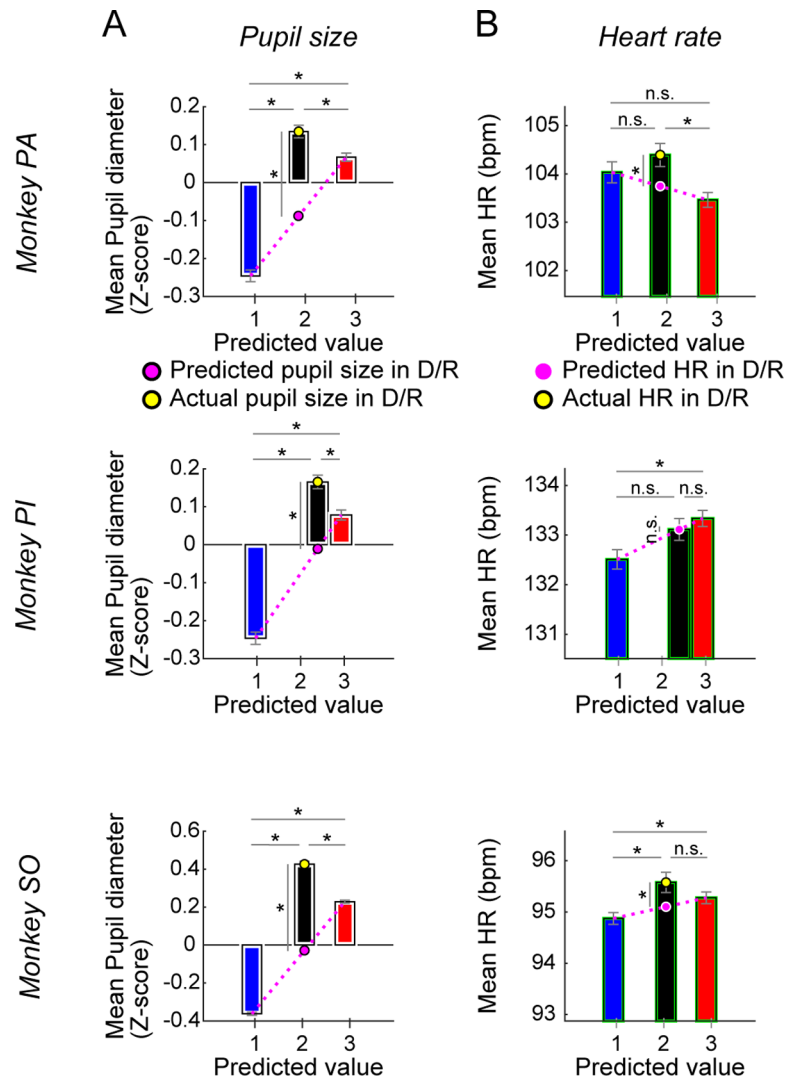 A
Pupil size
B
Heart rate
Monkey PA
Mean Pupil diameter
(Z-score)
0.2
0.1
0
-0.1
-0.2
-0.3
*
*
*
*
1
2
3
Predicted value
Mean HR (bpm)
105
104
103
102
n.s.
n.s.
*
*
1
2
3
Predicted value
Predicted pupil size in D/R
Actual pupil size in D/R
Predicted HR in D/R
Actual HR in D/R
Monkey PI
Mean Pupil diameter
(Z-score)
0.2
0.1
0
-0.1
-0.2
-0.3
*
*
*
*
1
2
3
Predicted value
Mean HR (bpm)
134
133
132
131
*
n.s.
n.s.
n.s.
1
2
3
Predicted value
Monkey SO
Mean Pupil diameter
(Z-score)
0.6
0.4
0.2
0
-0.2
-0.4
*
*
*
*
1
2
3
Predicted value
Mean HR (bpm)
96
95
94
93
*
*
n.s.
*
1
2
3
Predicted value